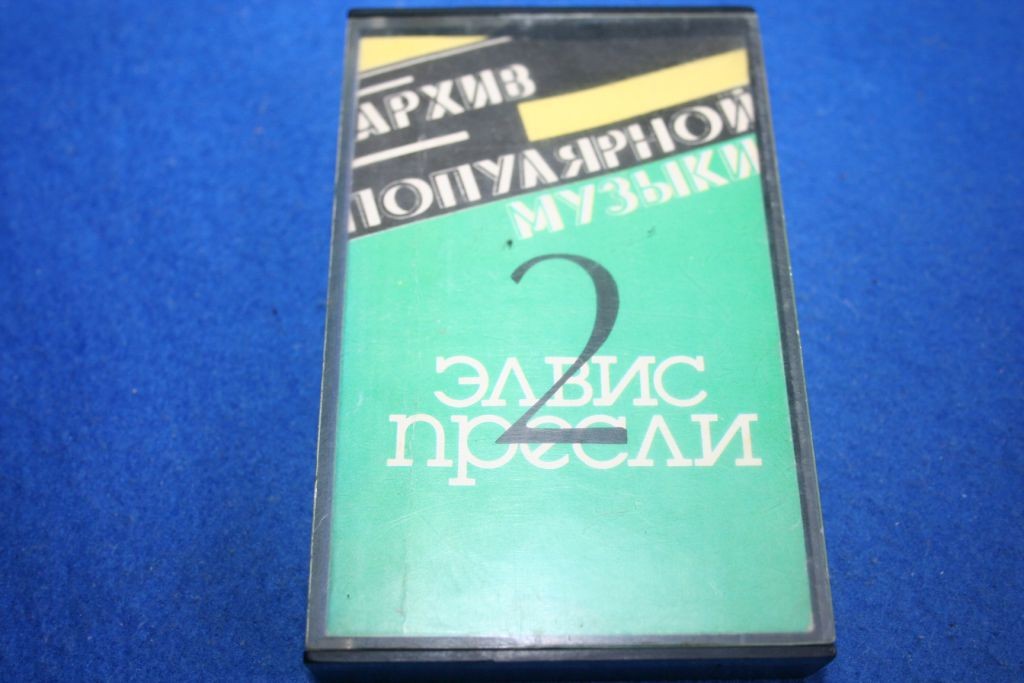 АРХИВ
ПОПУЛЯРНОЙ
МУЗЫКИ
2
ЭЛВИС
ПРЕСЛИ